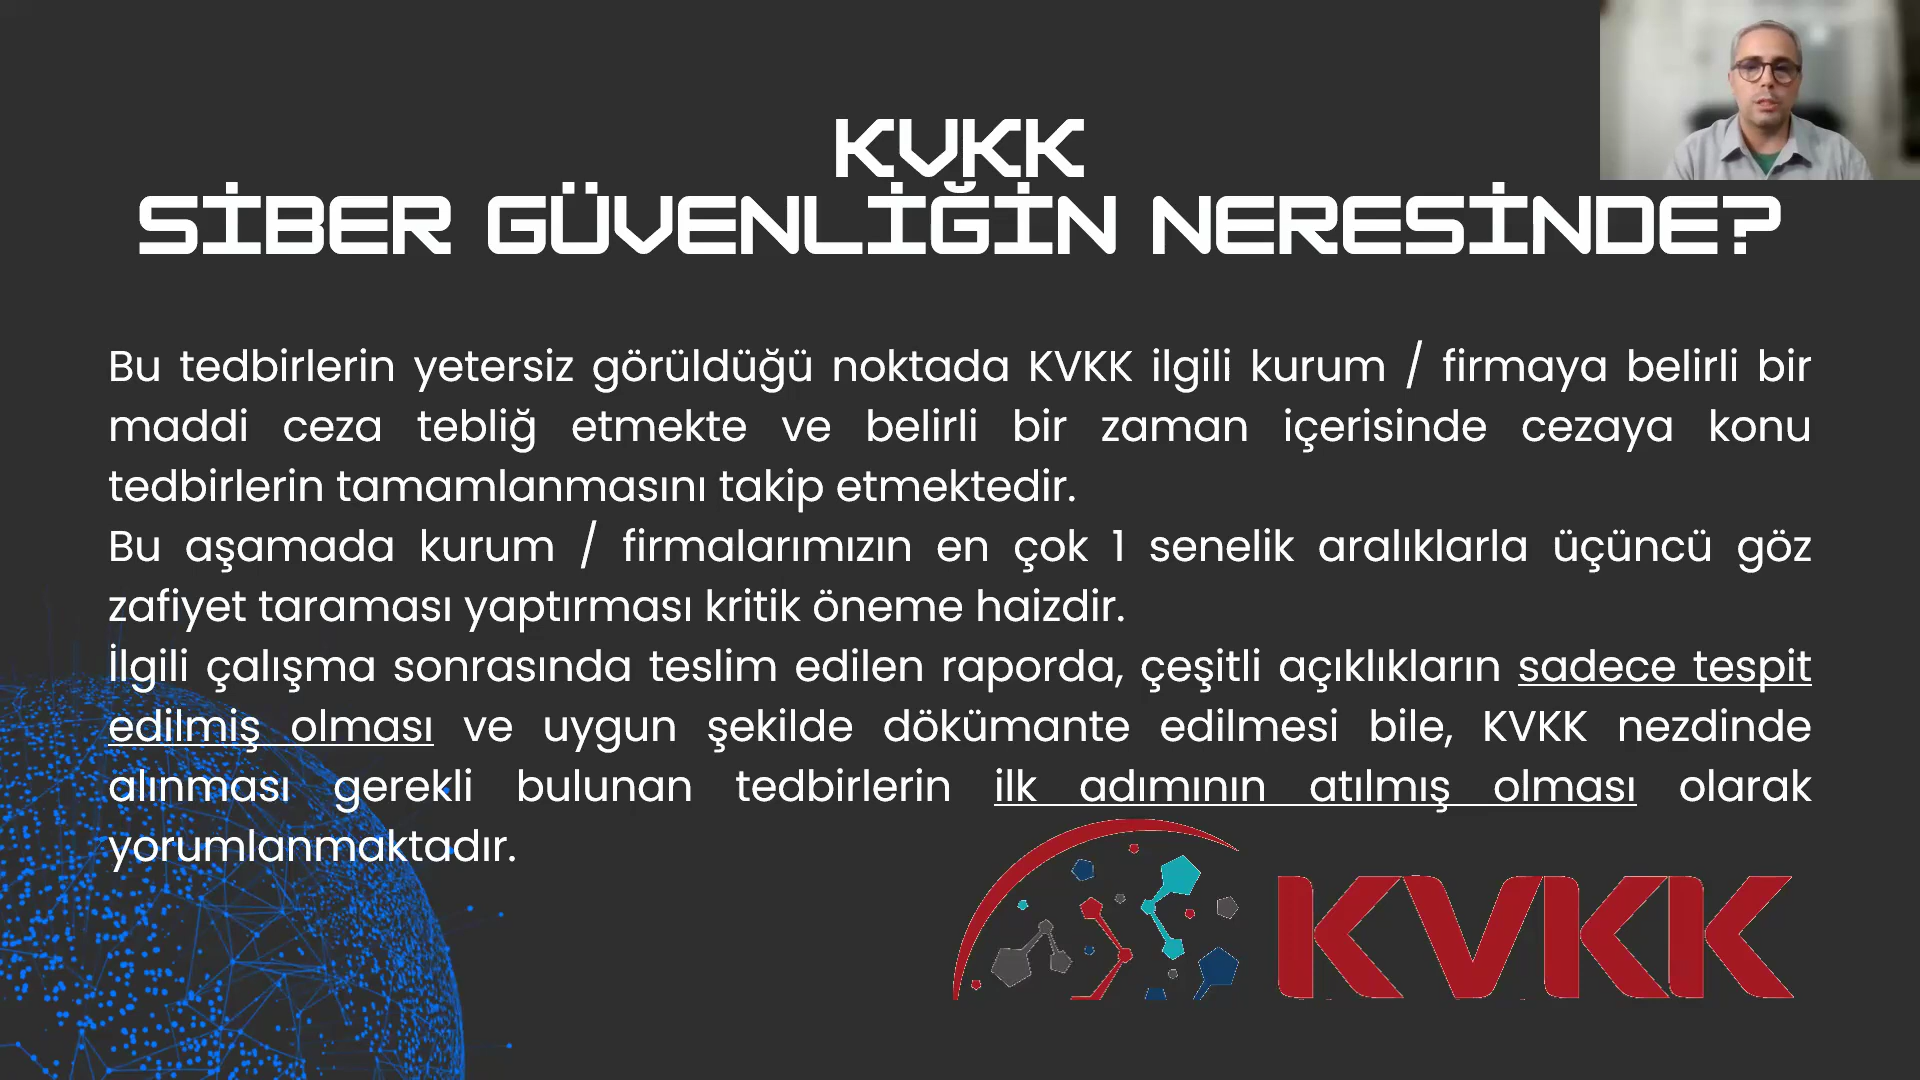 KVKK
SİBER GÜVENLİĞİN NERESİNDE?
Bu tedbirlerin yetersiz görüldüğü noktada KVKK ilgili kurum / firmaya belirli bir
maddi ceza tebliğ etmekte ve belirli bir zaman içerisinde cezaya konu
tedbirlerin tamamlanmasını takip etmektedir.
Bu aşamada kurum / firmalarımızın en çok 1 senelik aralıklarla üçüncü göz
zafiyet taraması yaptırması kritik öneme haizdir.
İlgili çalışma sonrasında teslim edilen raporda, çeşitli açıklıkların sadece tespit
edilmiş olması ve uygun şekilde dökümante edilmesi bile, KVKK nezdinde
alınması gerekli bulunan tedbirlerin ilk adımının atılmış olması olarak
yorumlanmaktadır.
KVKK